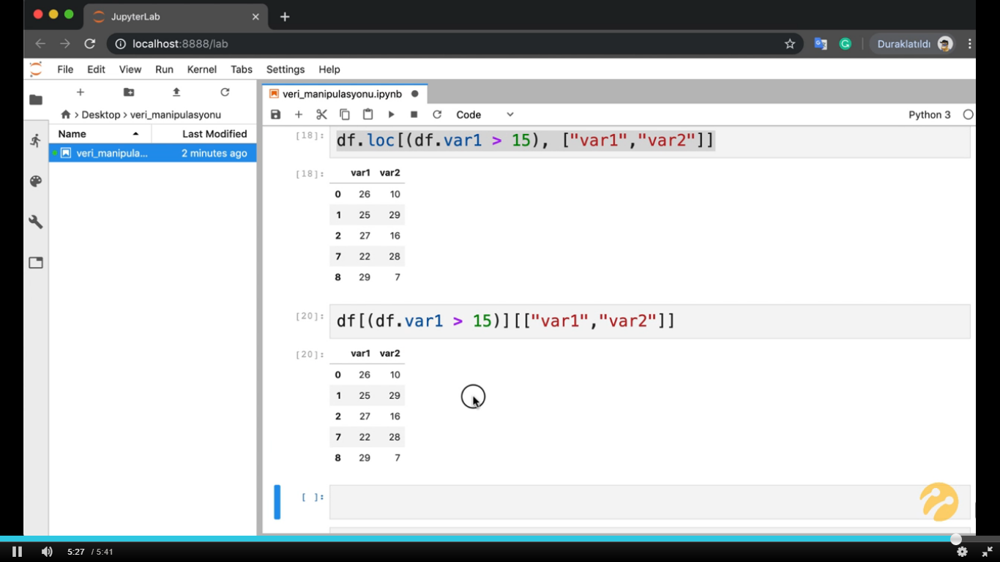 JupyterLab
localhost:8888/lab
Duraklatıldı
File Edit View Run Kernel Tabs Settings Help
veri_manipulasyonu.ipynb
Desktop > veri_manipulasyonu
Code
Python 3
Name Last Modified
veri_manipula... 2 minutes ago
[18]: df.loc[(df.var1 > 15), ["var1","var2"]]
[18]: var1 var2
0 26 10
1 25 29
2 27 16
7 22 28
8 29 7
[20]: df[(df.var1 > 15)][["var1","var2"]]
[20]: var1 var2
0 26 10
1 25 29
2 27 16
7 22 28
8 29 7
[ ]:
5:27 / 5:41